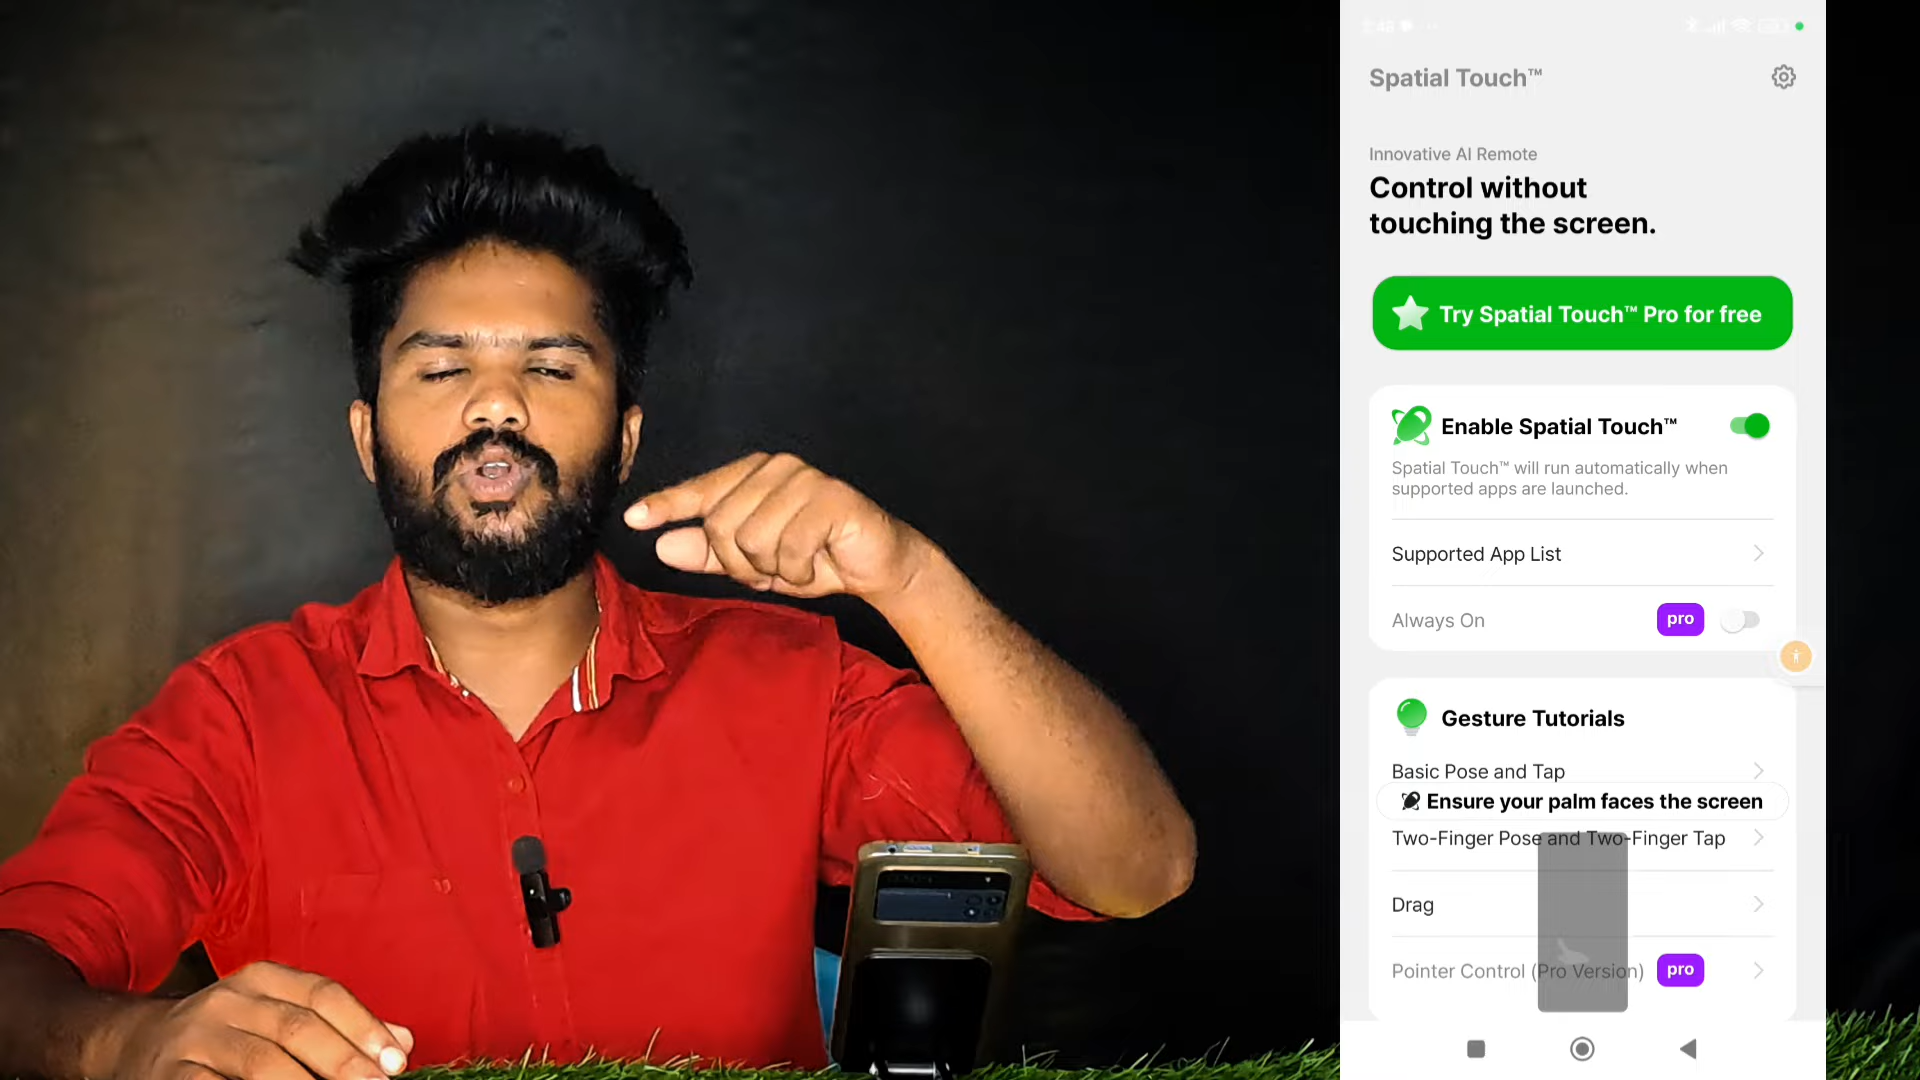 Spatial Touch™
Innovative AI Remote
Control without
touching the screen.
Try Spatial Touch™ Pro for free
Enable Spatial Touch™
Spatial Touch™ will run automatically when
supported apps are launched.
Supported App List
Always On
pro
Gesture Tutorials
Basic Pose and Tap
Ensure your palm faces the screen
Two-Finger Pose and Two-Finger Tap
Drag
Pointer Control (Pro Version)
pro